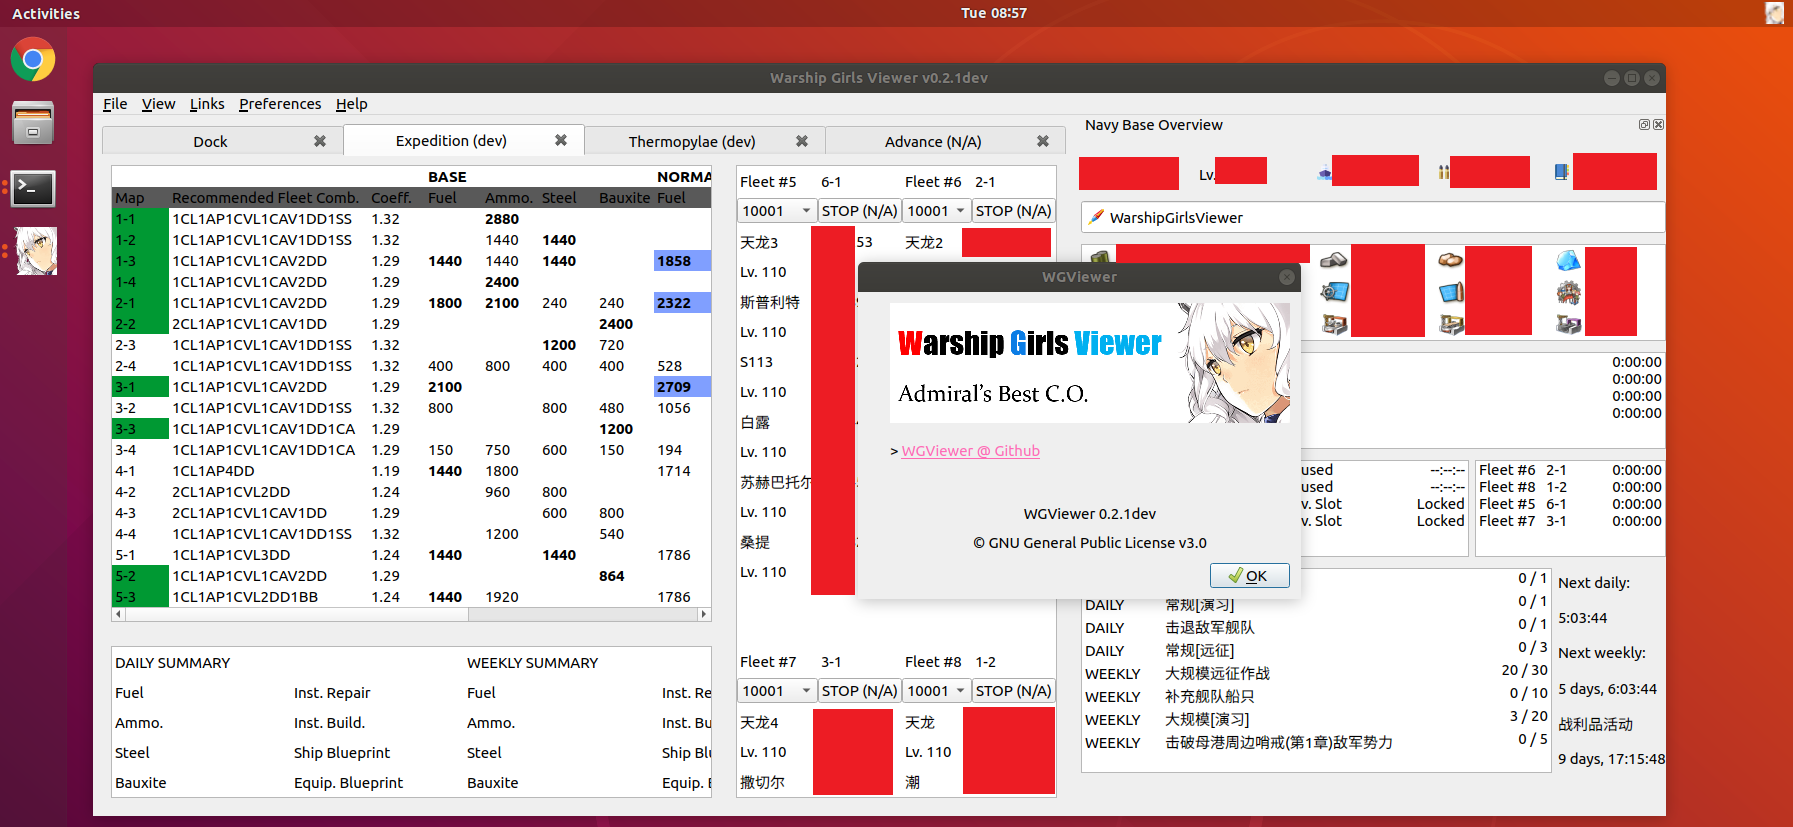 Activities
Tue 08:57
Warship Girls Viewer v0.2.1dev
File View Links Preferences Help
Dock
Expedition (dev)
Thermopylae (dev)
Advance (N/A)
BASE NORMA
Map Recommended Fleet Comb. Coeff. Fuel Ammo. Steel Bauxite Fuel
1-1 1CL1AP1CVL1CAV1DD1SS 1.32 2880
1-2 1CL1AP1CVL1CAV1DD1SS 1.32 1440 1440
1-3 1CL1AP1CVL1CAV2DD 1.29 1440 1440 1440 1858
1-4 1CL1AP1CVL1CAV2DD 1.29 2400
2-1 1CL1AP1CVL1CAV2DD 1.29 1800 2100 240 240 2322
2-2 2CL1AP1CVL1CAV1DD 1.29 2400
2-3 1CL1AP1CVL1CAV1DD1SS 1.32 1200 720
2-4 1CL1AP1CVL1CAV1DD1SS 1.32 400 800 400 400 528
3-1 1CL1AP1CVL1CAV2DD 1.29 2100 2709
3-2 1CL1AP1CVL1CAV1DD1SS 1.32 800 800 480 1056
3-3 1CL1AP1CVL1CAV1DD1CA 1.29 1200
3-4 1CL1AP1CVL1CAV1DD1CA 1.29 150 750 600 150 194
4-1 1CL1AP4DD 1.19 1440 1800 1714
4-2 2CL1AP1CVL2DD 1.24 960 800
4-3 2CL1AP1CVL1CAV1DD 1.29 600 800
4-4 1CL1AP1CVL1CAV1DD1SS 1.32 1200 540
5-1 1CL1AP1CVL3DD 1.24 1440 1440 1786
5-2 1CL1AP1CVL1CAV2DD 1.29 864
5-3 1CL1AP1CVL2DD1BB 1.24 1440 1920 1786
DAILY SUMMARY WEEKLY SUMMARY
Fuel Inst. Repair Fuel Inst. Re
Ammo. Inst. Build. Ammo. Inst. Bu
Steel Ship Blueprint Steel Ship Bl
Bauxite Equip. Blueprint Bauxite Equip. E
Fleet #5 6-1 Fleet #6 2-1
10001 STOP (N/A) 10001 STOP (N/A)
天龙3 53 天龙2
Lv. 110
斯普利特
Lv. 110
S113
Lv. 110
白露
Lv. 110
苏赫巴托尔
Lv. 110
桑提
Lv. 110
Fleet #7 3-1 Fleet #8 1-2
10001 STOP (N/A) 10001 STOP (N/A)
天龙4 天龙
Lv. 110 Lv. 110
撒切尔 潮
WGViewer
Warship Girls Viewer
Admiral's Best C.O.
> WGViewer @ Github
WGViewer 0.2.1dev
© GNU General Public License v3.0
OK
Navy Base Overview
Lv.
WarshipGirlsViewer
0:00:00
0:00:00
0:00:00
0:00:00
used --:--:--
used --:--:--
v. Slot Locked
v. Slot Locked
Fleet #6 2-1 0:00:00
Fleet #8 1-2 0:00:00
Fleet #5 6-1 0:00:00
Fleet #7 3-1 0:00:00
0 / 1
DAILY 常规[演习] 0 / 1
DAILY 击退敌军舰队 0 / 1
DAILY 常规[远征] 0 / 3
WEEKLY 大规模远征作战 20 / 30
WEEKLY 补充舰队船只 0 / 10
WEEKLY 大规模[演习] 3 / 20
WEEKLY 击破母港周边哨戒(第1章)敌军势力 0 / 5
Next daily:
5:03:44
Next weekly:
5 days, 6:03:44
战利品活动
9 days, 17:15:48